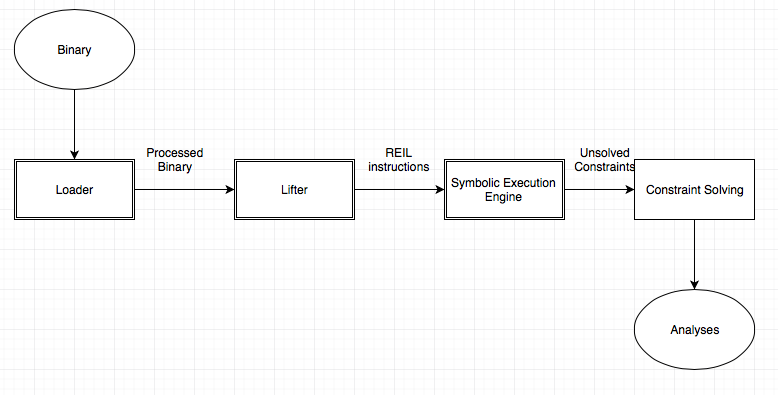 Binary
Processed
Binary
REIL
instructions
Unsolved
Constraints
Loader
Lifter
Symbolic Execution
Engine
Constraint Solving
Analyses